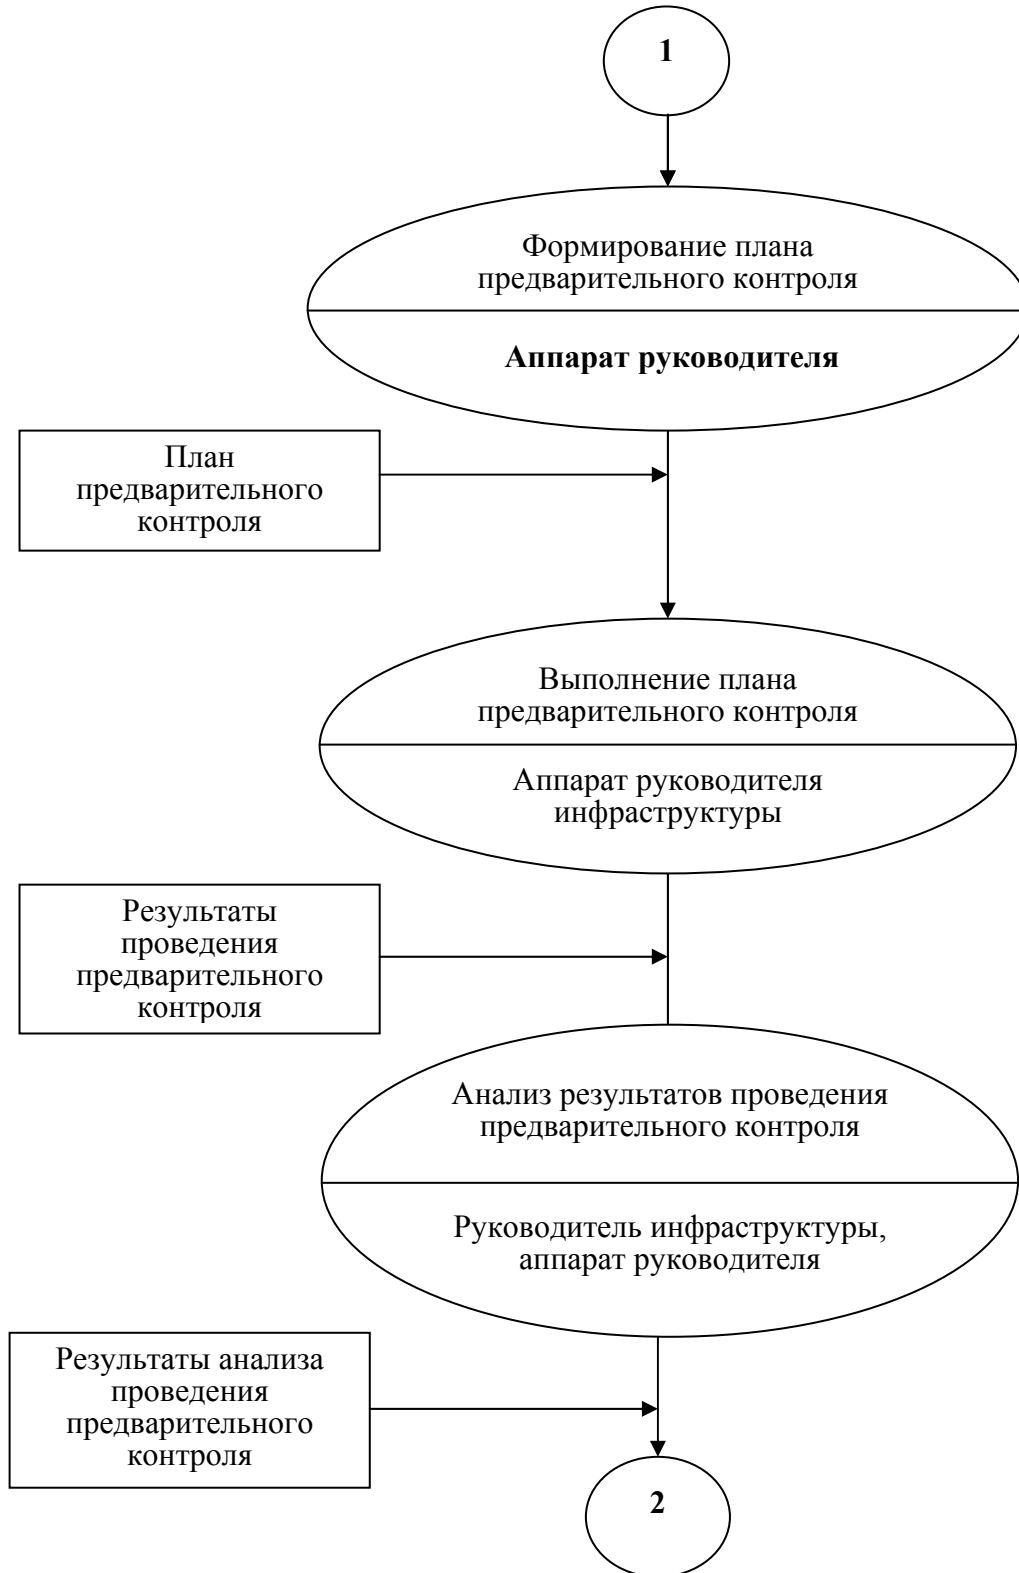 1
Формирование плана
предварительного контроля
Аппарат руководителя
План
предварительного
контроля
Выполнение плана
предварительного контроля
Аппарат руководителя
инфраструктуры
Результаты
проведения
предварительного
контроля
Анализ результатов проведения
предварительного контроля
Руководитель инфраструктуры,
аппарат руководителя
Результаты анализа
проведения
предварительного
контроля
2